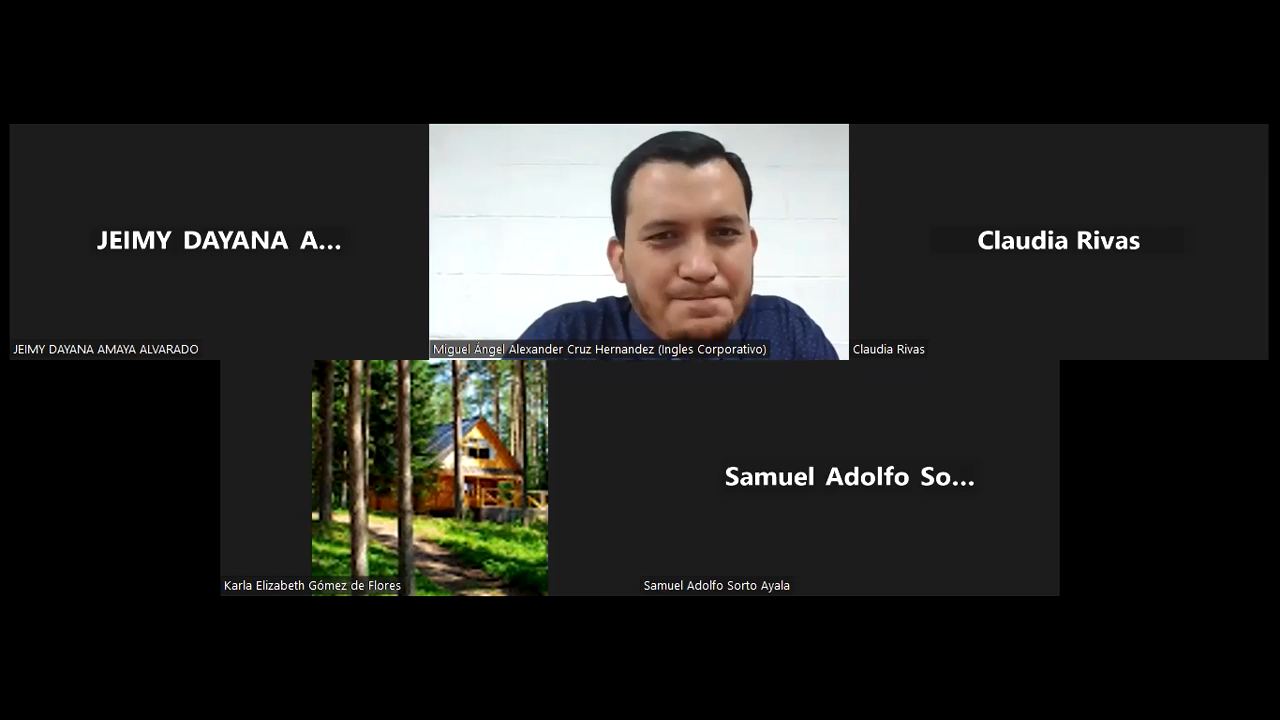 JEIMY DAYANA A...
Claudia Rivas
JEIMY DAYANA AMAYA ALVARADO
Miguel Ángel Alexander Cruz Hernandez (Ingles Corporativo)
Claudia Rivas
Samuel Adolfo So...
Karla Elizabeth Gómez de Flores
Samuel Adolfo Sorto Ayala